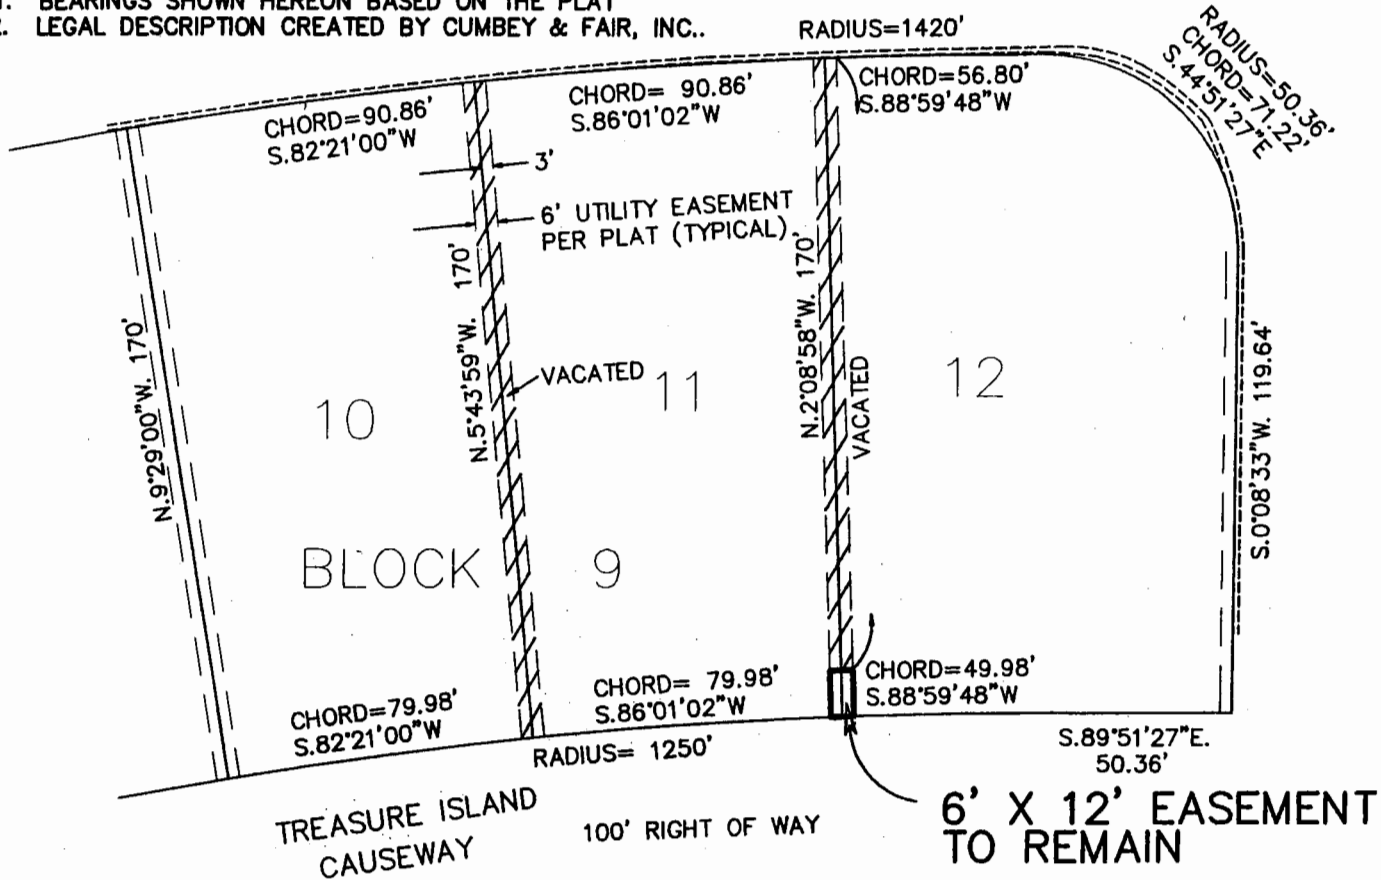 1. BEARINGS SHOWN HEREON BASED ON THE PLAT
2. LEGAL DESCRIPTION CREATED BY CUMBEY & FAIR, INC..
RADIUS=1420'
RADIUS=50.36'
CHORD=71.22'
S.44°51'27"E
CHORD=90.86'
S.82°21'00"W
CHORD= 90.86'
S.86°01'02"W
CHORD=56.80'
S.88°59'48"W
3'
6' UTILITY EASEMENT
PER PLAT (TYPICAL).
N.9°29'00"W. 170'
N.5°43'59"W. 170'
VACATED
N.2°08'58"W. 170'
VACATED
S.0°08'33"W. 119.64'
10
11
12
BLOCK 9
CHORD=79.98'
S.82°21'00"W
CHORD= 79.98'
S.86°01'02"W
CHORD=49.98'
S.88°59'48"W
RADIUS= 1250'
S.89°51'27"E.
50.36'
TREASURE ISLAND
CAUSEWAY
100' RIGHT OF WAY
6' X 12' EASEMENT
TO REMAIN